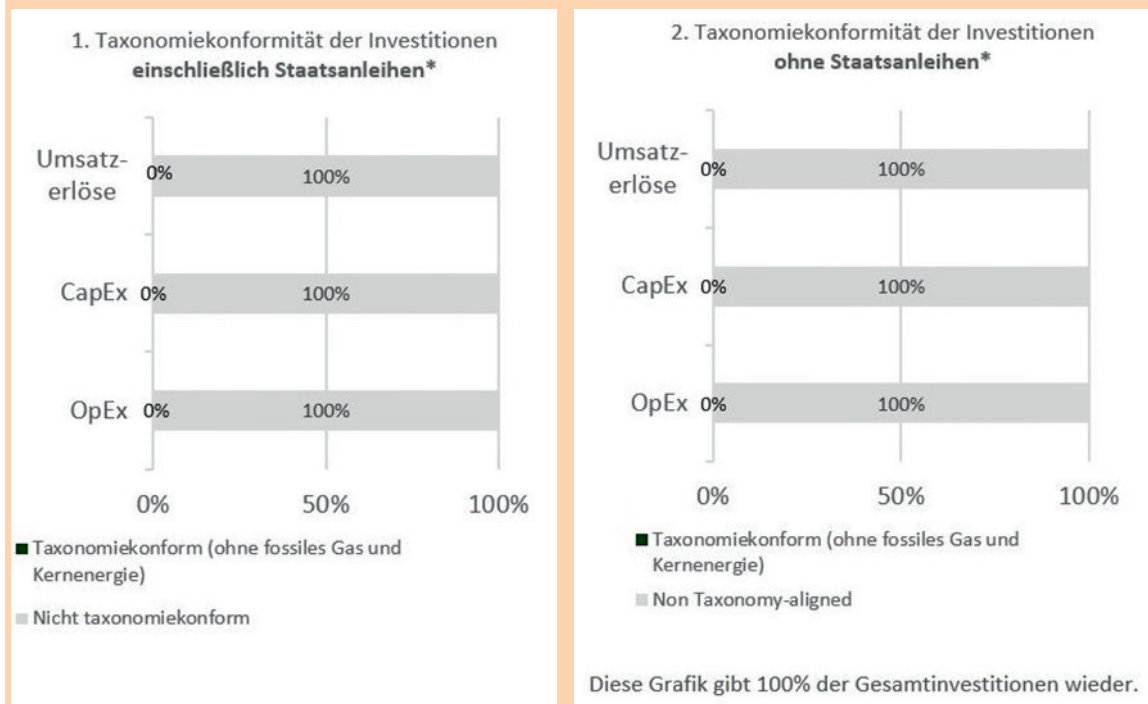 1. Taxonomiekonformität der Investitionen
einschließlich Staatsanleihen*
Umsatz-
erlöse
0%
100%
CapEx
0%
100%
OpEx
0%
100%
0%
50%
100%
Taxonomiekonform (ohne fossiles Gas und
Kernenergie)
Nicht taxonomiekonform
2. Taxonomiekonformität der Investitionen
ohne Staatsanleihen*
Umsatz-
erlöse
0%
100%
CapEx
0%
100%
OpEx
0%
100%
0%
50%
100%
Taxonomiekonform (ohne fossiles Gas und
Kernenergie)
Non Taxonomy-aligned
Diese Grafik gibt 100% der Gesamtinvestitionen wieder.